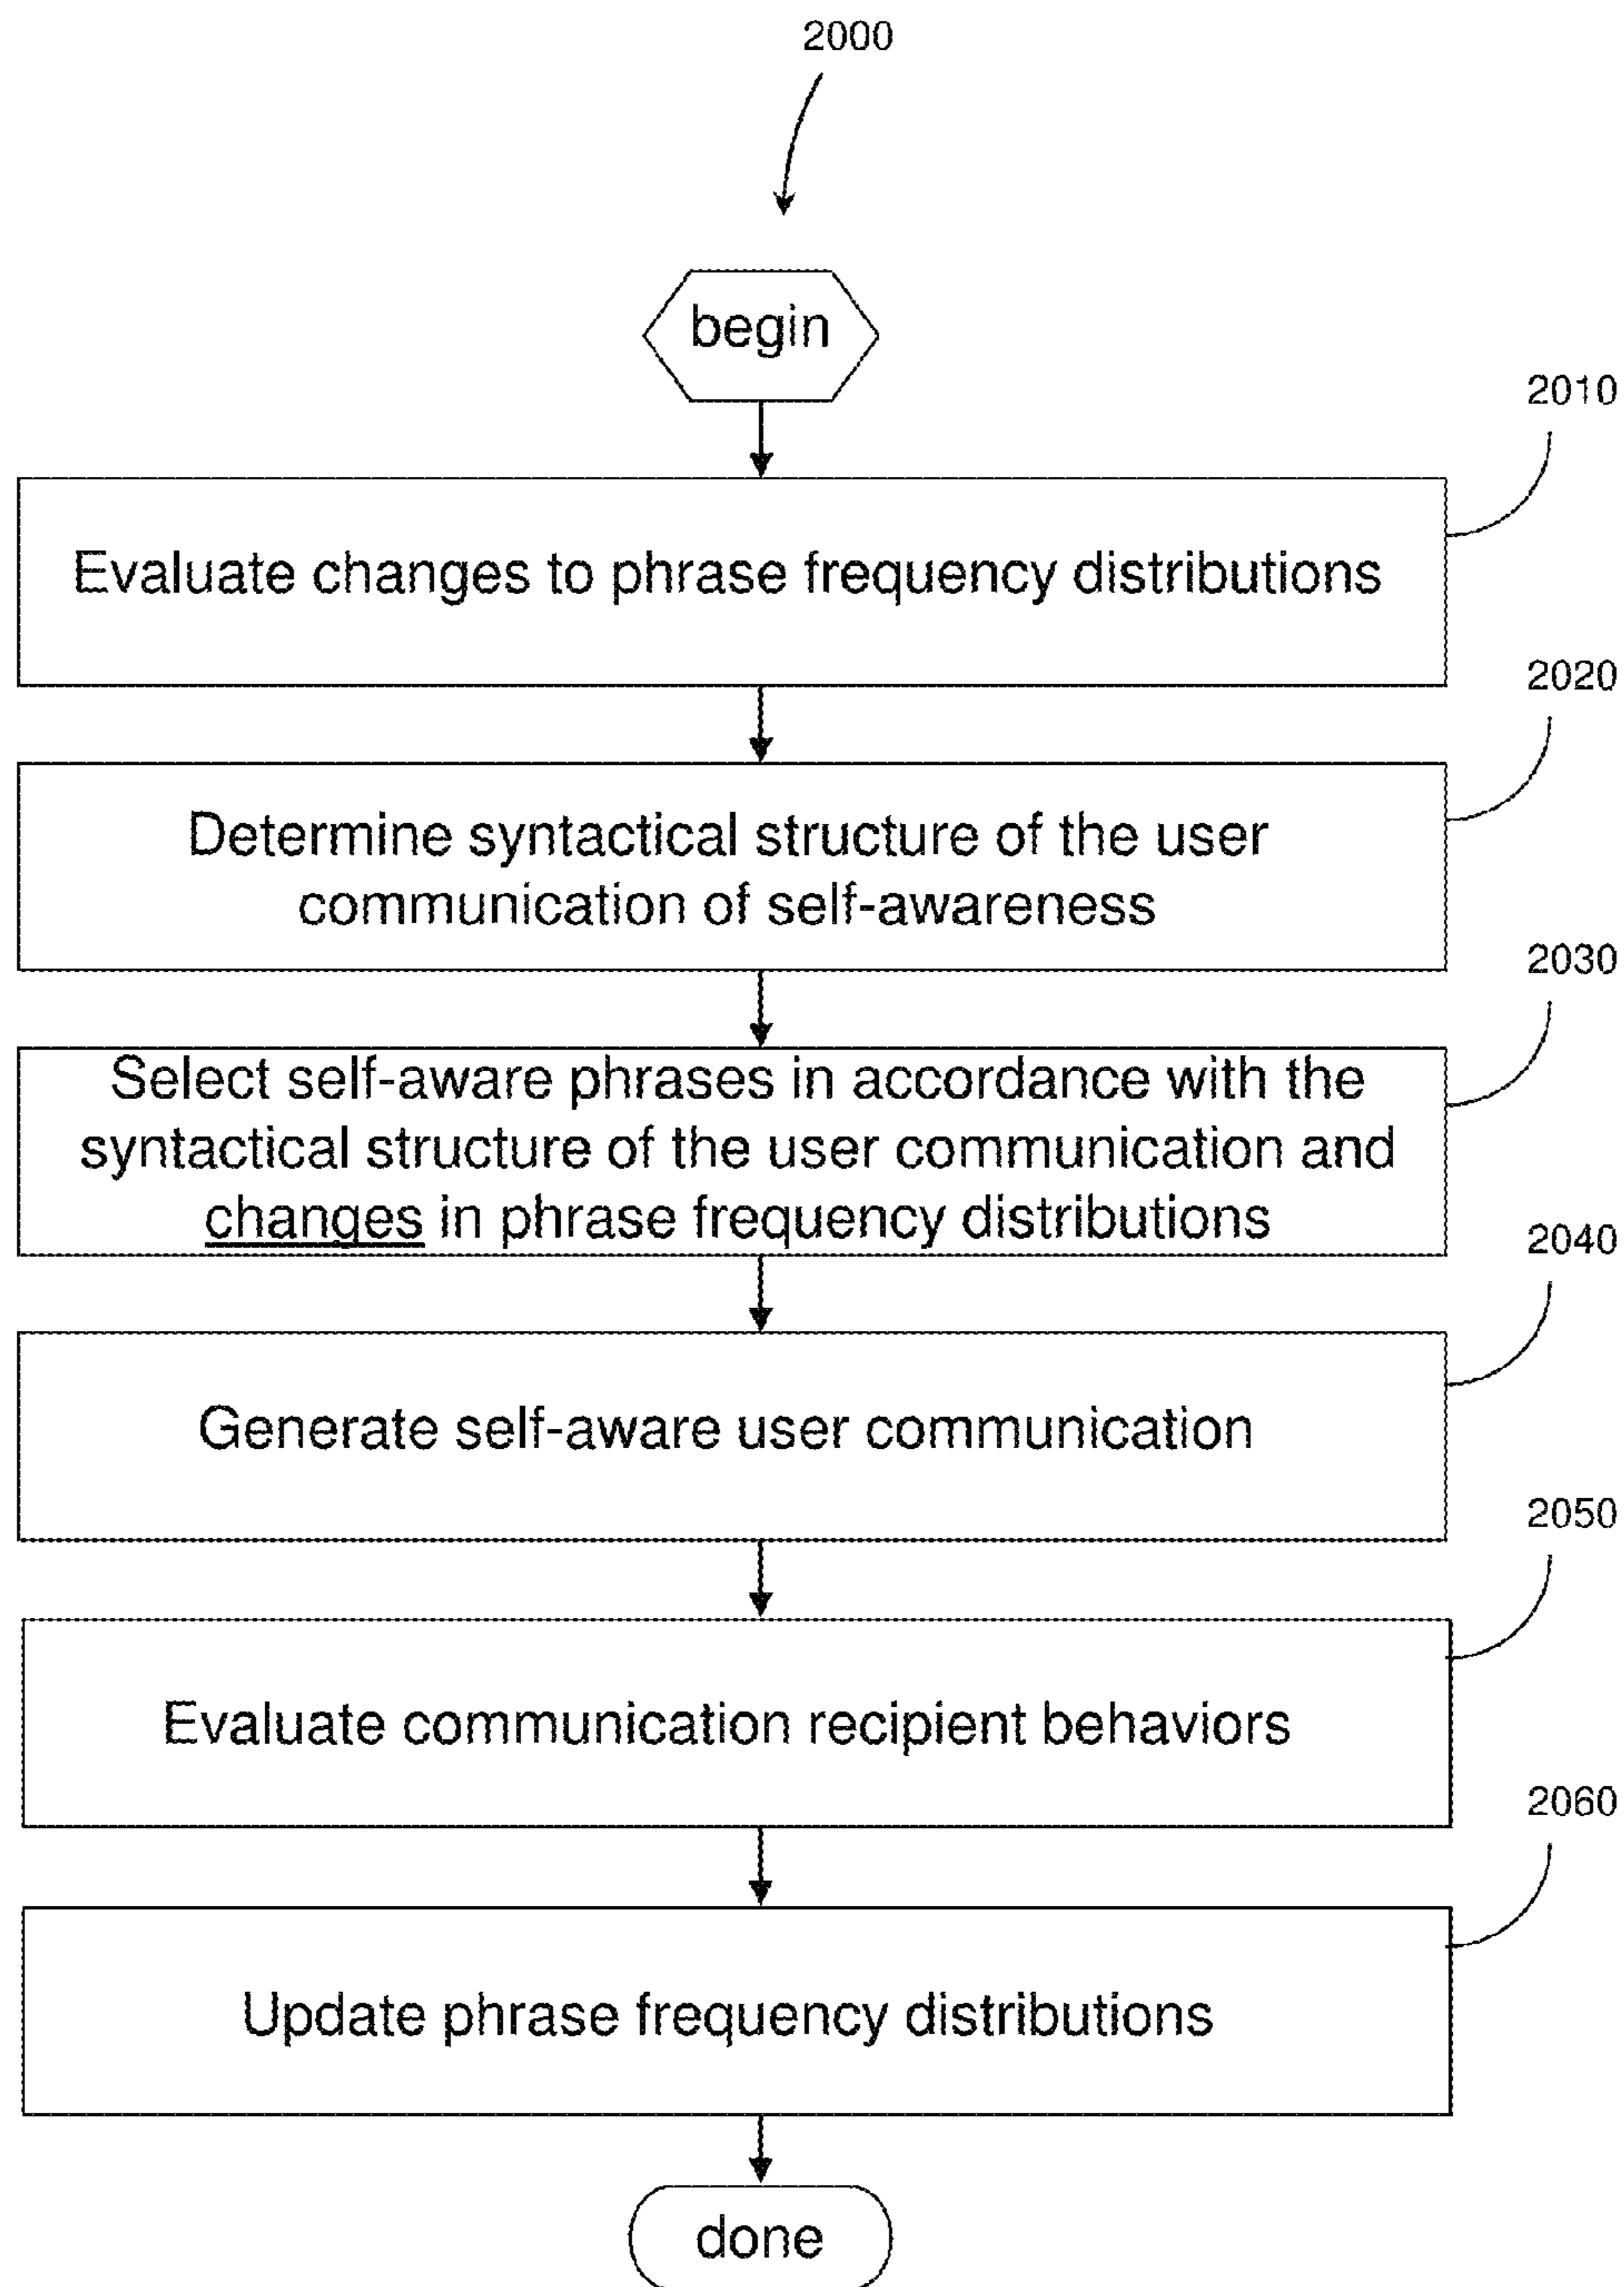 2000
begin
2010
Evaluate changes to phrase frequency distributions
2020
Determine syntactical structure of the user
communication of self-awareness
2030
Select self-aware phrases in accordance with the
syntactical structure of the user communication and
changes in phrase frequency distributions
2040
Generate self-aware user communication
2050
Evaluate communication recipient behaviors
2060
Update phrase frequency distributions
done